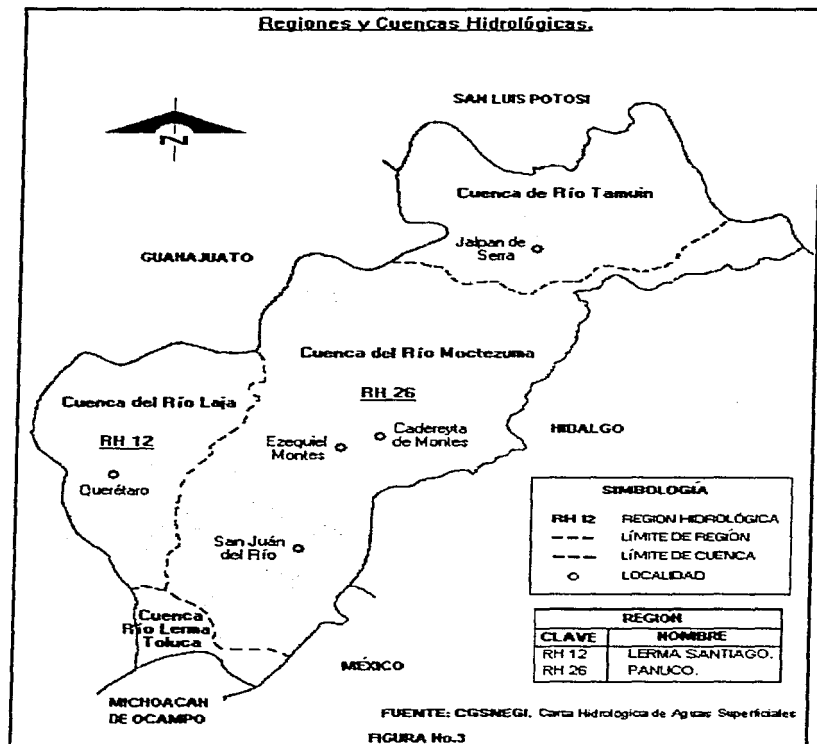 Regiones y Cuencas Hidrológicas.
SAN LUIS POTOSI
N
Cuenca de Río Tamuin
Jalpan de
Serra
GUAHAJUATO
Cuenca del Río Moctezuma
Cuenca del Río Laja
RH 26
RH 12
Cadereyta
de Montes
HIDALGO
Ezequiel
Montes
Querétaro
SIMBOLOGÍA
RH 12 REGION HIDROLÓGICA
LÍMITE DE REGIÓN
LÍMITE DE CUENCA
LOCALIDAD
San Juán
del Río
Cuenca
Río Lerma
Toluca
REGION
CLAVE NOMBRE
RH 12 LERMA SANTIAGO.
RH 26 PANUCO.
MÉXICO
MICHOACAN
DE OCAMPO
FUENTE: CGSNEGI, Carta Hidrológica de Aguas Superficiales
FIGURA No.3